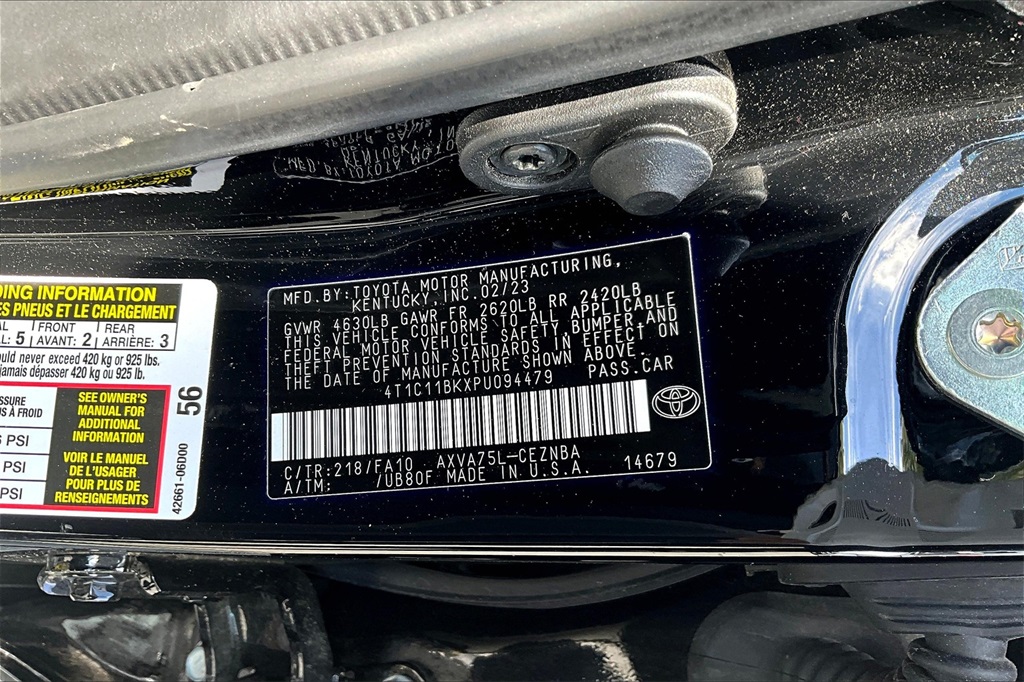 DING INFORMATION
ES PNEUS ET LE CHARGEMENT
AL: 5 FRONT AVANT: 2 REAR ARRIÈRE: 3
ould never exceed 420 kg or 925 lbs.
jamais dépasser 420 kg ou 925 lb.
ESSURE
S À FROID
PSI
PSI
PSI
SEE OWNER'S
MANUAL FOR
ADDITIONAL
INFORMATION
VOIR LE MANUEL
DE L'USAGER
POUR PLUS DE
RENSEIGNEMENTS
56
42661-06D00
MFD.BY:TOYOTA MOTOR MANUFACTURING,
KENTUCKY,INC.02/23
GVWR 4630LB GAWR FR 2620LB RR 2420LB
THIS VEHICLE CONFORMS TO ALL APPLICABLE
FEDERAL MOTOR VEHICLE SAFETY,BUMPER,AND
THEFT PREVENTION STANDARDS IN EFFECT ON
THE DATE OF MANUFACTURE SHOWN ABOVE.
4T1C11BKXPU094479 PASS.CAR
C/TR:218/FA10 AXVA75L-CEZNBA
A/TM: /UB80F MADE IN U.S.A. 14679